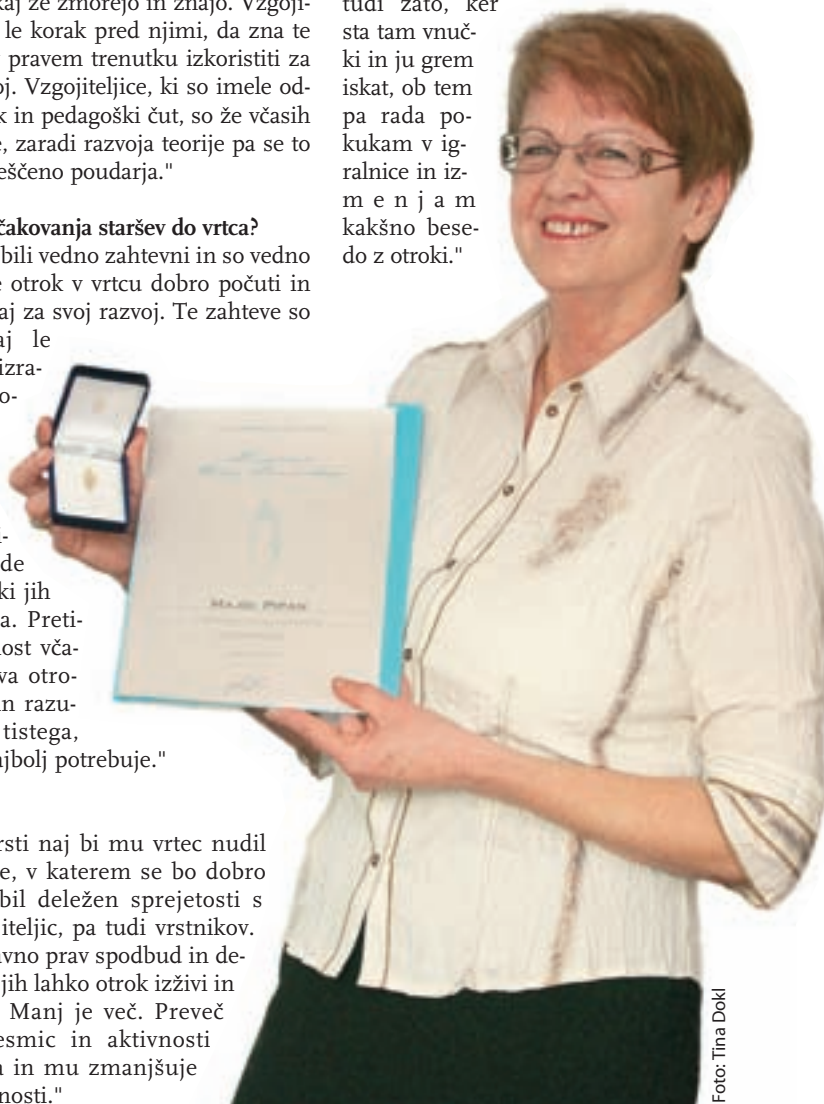 kaj že zmorejo in znajo. Vzgoji-
le korak pred njimi, da zna te
pravem trenutku izkoristiti za
oj. Vzgojiteljice, ki so imele od-
k in pedagoški čut, so že včasih
e, zaradi razvoja teorije pa se to
eščeno poudarja."
čakovanja staršev do vrtca?
bili vedno zahtevni in so vedno
e otrok v vrtcu dobro počuti in
aj za svoj razvoj. Te zahteve so
aj le
izra-
o-
i-
de
ki jih
a. Preti-
ost vča-
va otro-
in razu-
tistega,
ajbolj potrebuje."
rsti naj bi mu vrtec nudil
e, v katerem se bo dobro
bil deležen sprejetosti s
iteljic, pa tudi vrstnikov.
avno prav spodbud in de-
jih lahko otrok izživi in
Manj je več. Preveč
esmic in aktivnosti
n in mu zmanjšuje
nosti."
tudi zato, ker
sta tam vnuč-
ki in ju grem
iskat, ob tem
pa rada po-
kukam v ig-
ralnice in iz-
menjam
kakšno bese-
do z otroki."
Foto: Tina Dokl